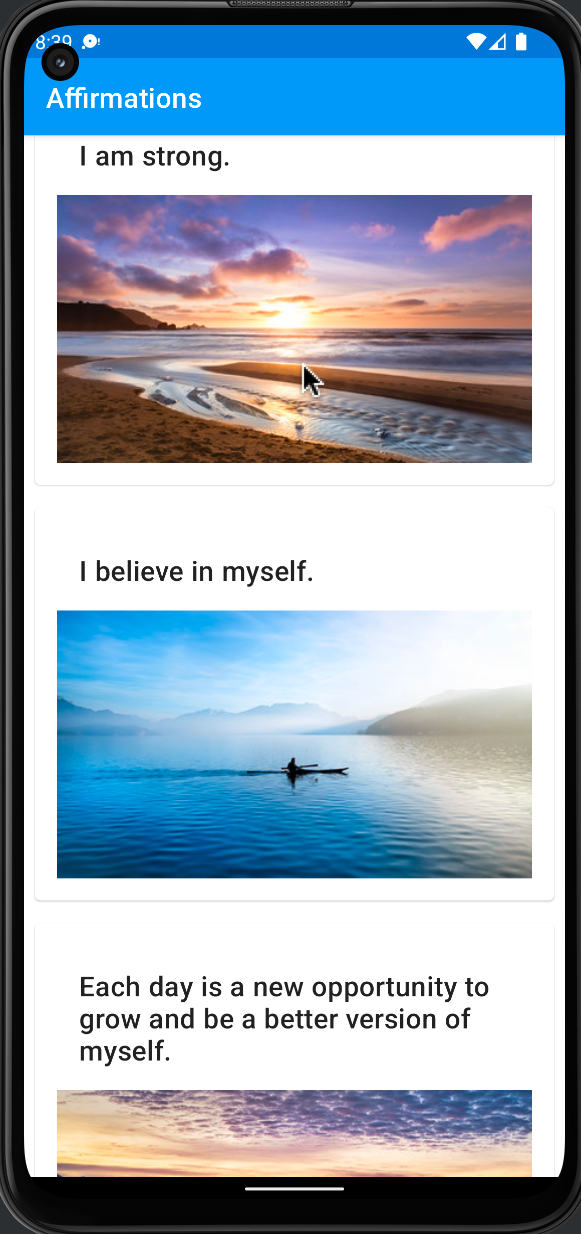 8:39
Affirmations
I am strong.
I believe in myself.
Each day is a new opportunity to
grow and be a better version of
myself.